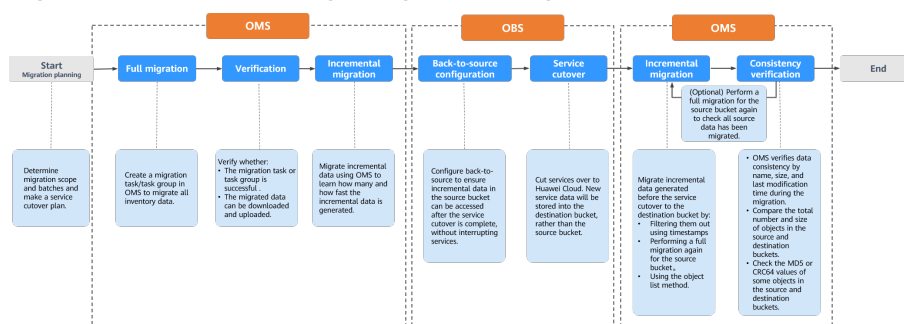 OMS
OBS
OMS
Start
Migration planning
Full migration
Verification
Incremental
migration
Back-to-source
configuration
Service
cutover
Incremental
migration
Consistency
verification
End
(Optional) Perform a
full migration for the
source bucket again
to check all source
data has been
migrated.
Determine
migration scope
and batches and
make a service
cutover plan.
Create a migration
task/task group in
OMS to migrate all
inventory data.
Verify whether:
• The migration task or
task group is
successful .
• The migrated data
can be downloaded
and uploaded.
Migrate incremental
data using OMS to
learn how many and
how fast the
incremental data is
generated.
Configure back-to-
source to ensure
incremental data in
the source bucket
can be accessed
after the service
cutover is complete,
without interrupting
services.
Cut services over to
Huawei Cloud. New
service data will be
stored into the
destination bucket,
rather than the
source bucket.
Migrate incremental
data generated
before the service
cutover to the
destination bucket by:
• Filtering them out
using timestamps
• Performing a full
migration again
for the source
bucket。
• Using the object
list method.
• OMS verifies data
consistency by
name, size, and
last modification
time during the
migration.
• Compare the total
number and size
of objects in the
source and
destination
buckets.
• Check the MD5 or
CRC64 values of
some objects in
the source and
destination
buckets.